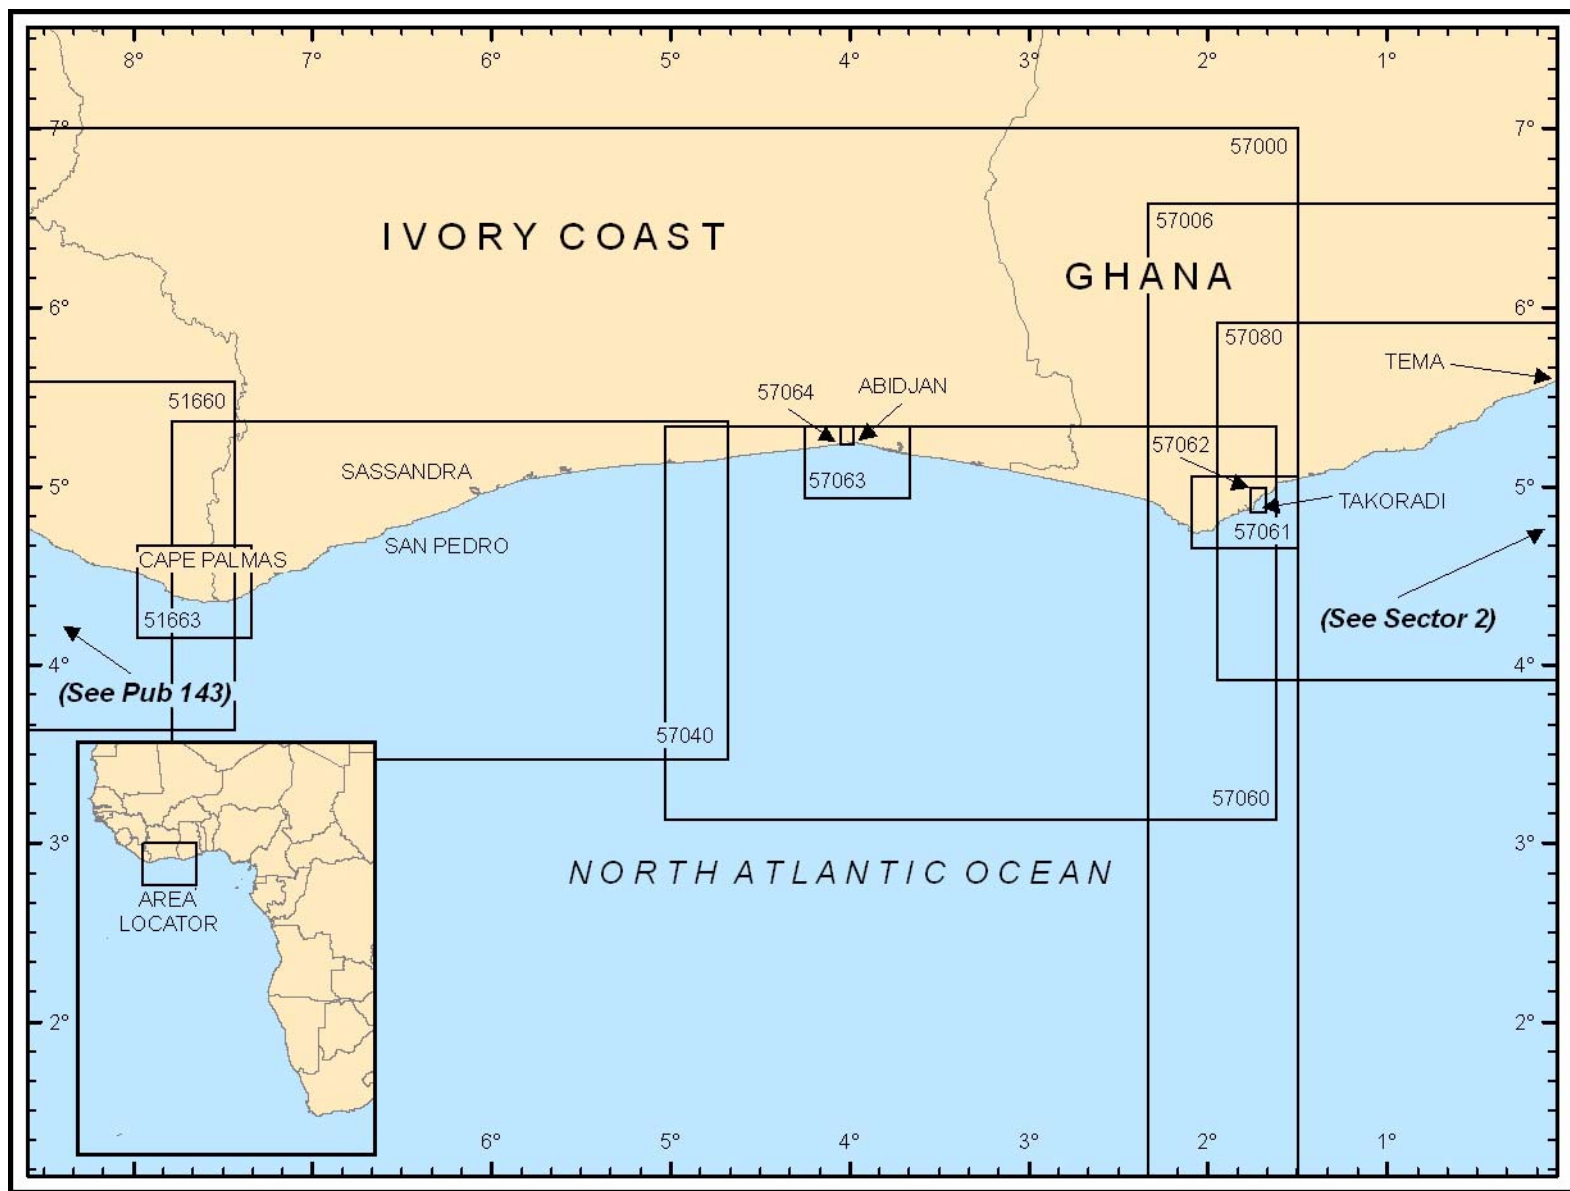 8° 7° 6° 5° 4° 3° 2° 1°
7° 7°
57000
57006
IVORY COAST
GHANA
6° 6°
57080
TEMA
51660
57064
ABIDJAN
57062
SASSANDRA
57063
5° 5°
TAKORADI
57061
SAN PEDRO
CAPE PALMAS
51663
(See Sector 2)
4° 4°
(See Pub 143)
57040
57060
3° 3°
NORTH ATLANTIC OCEAN
AREA
LOCATOR
2° 2°
6° 5° 4° 3° 2° 1°